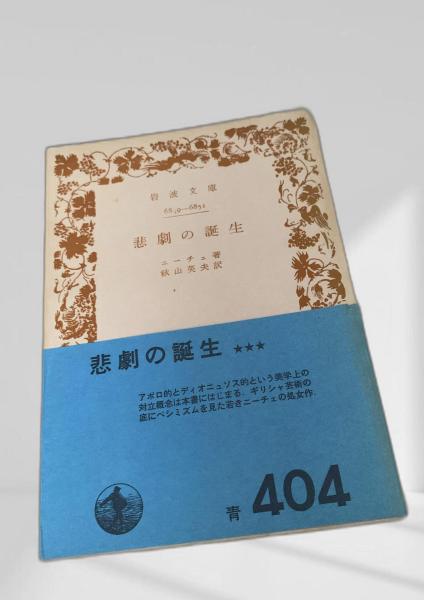 岩波文庫
6849-6851
悲劇の誕生
ニーチェ著
秋山英夫訳
悲劇の誕生 ★★★
アポロ的とディオニュソス的という美学上の
対立概念は本書にはじまる。ギリシャ芸術の
底にペシミズムを見た若きニーチェの処女作。
青 404